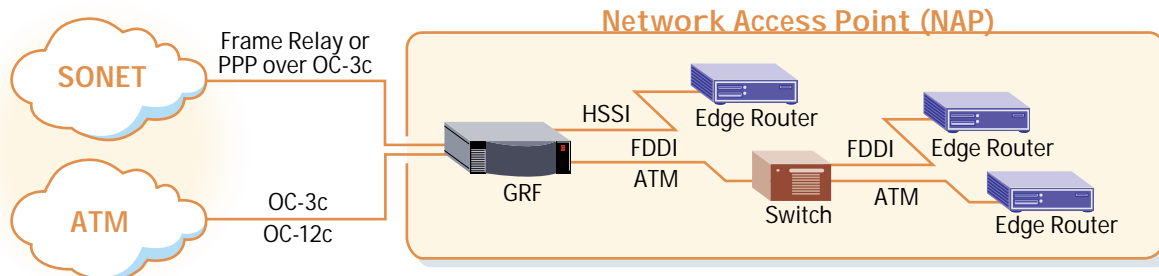 Network Access Point (NAP)
Frame Relay or
PPP over OC-3c
SONET
HSSI
Edge Router
FDDI
ATM
GRF
Switch
FDDI
ATM
Edge Router
Edge Router
ATM
OC-3c
OC-12c